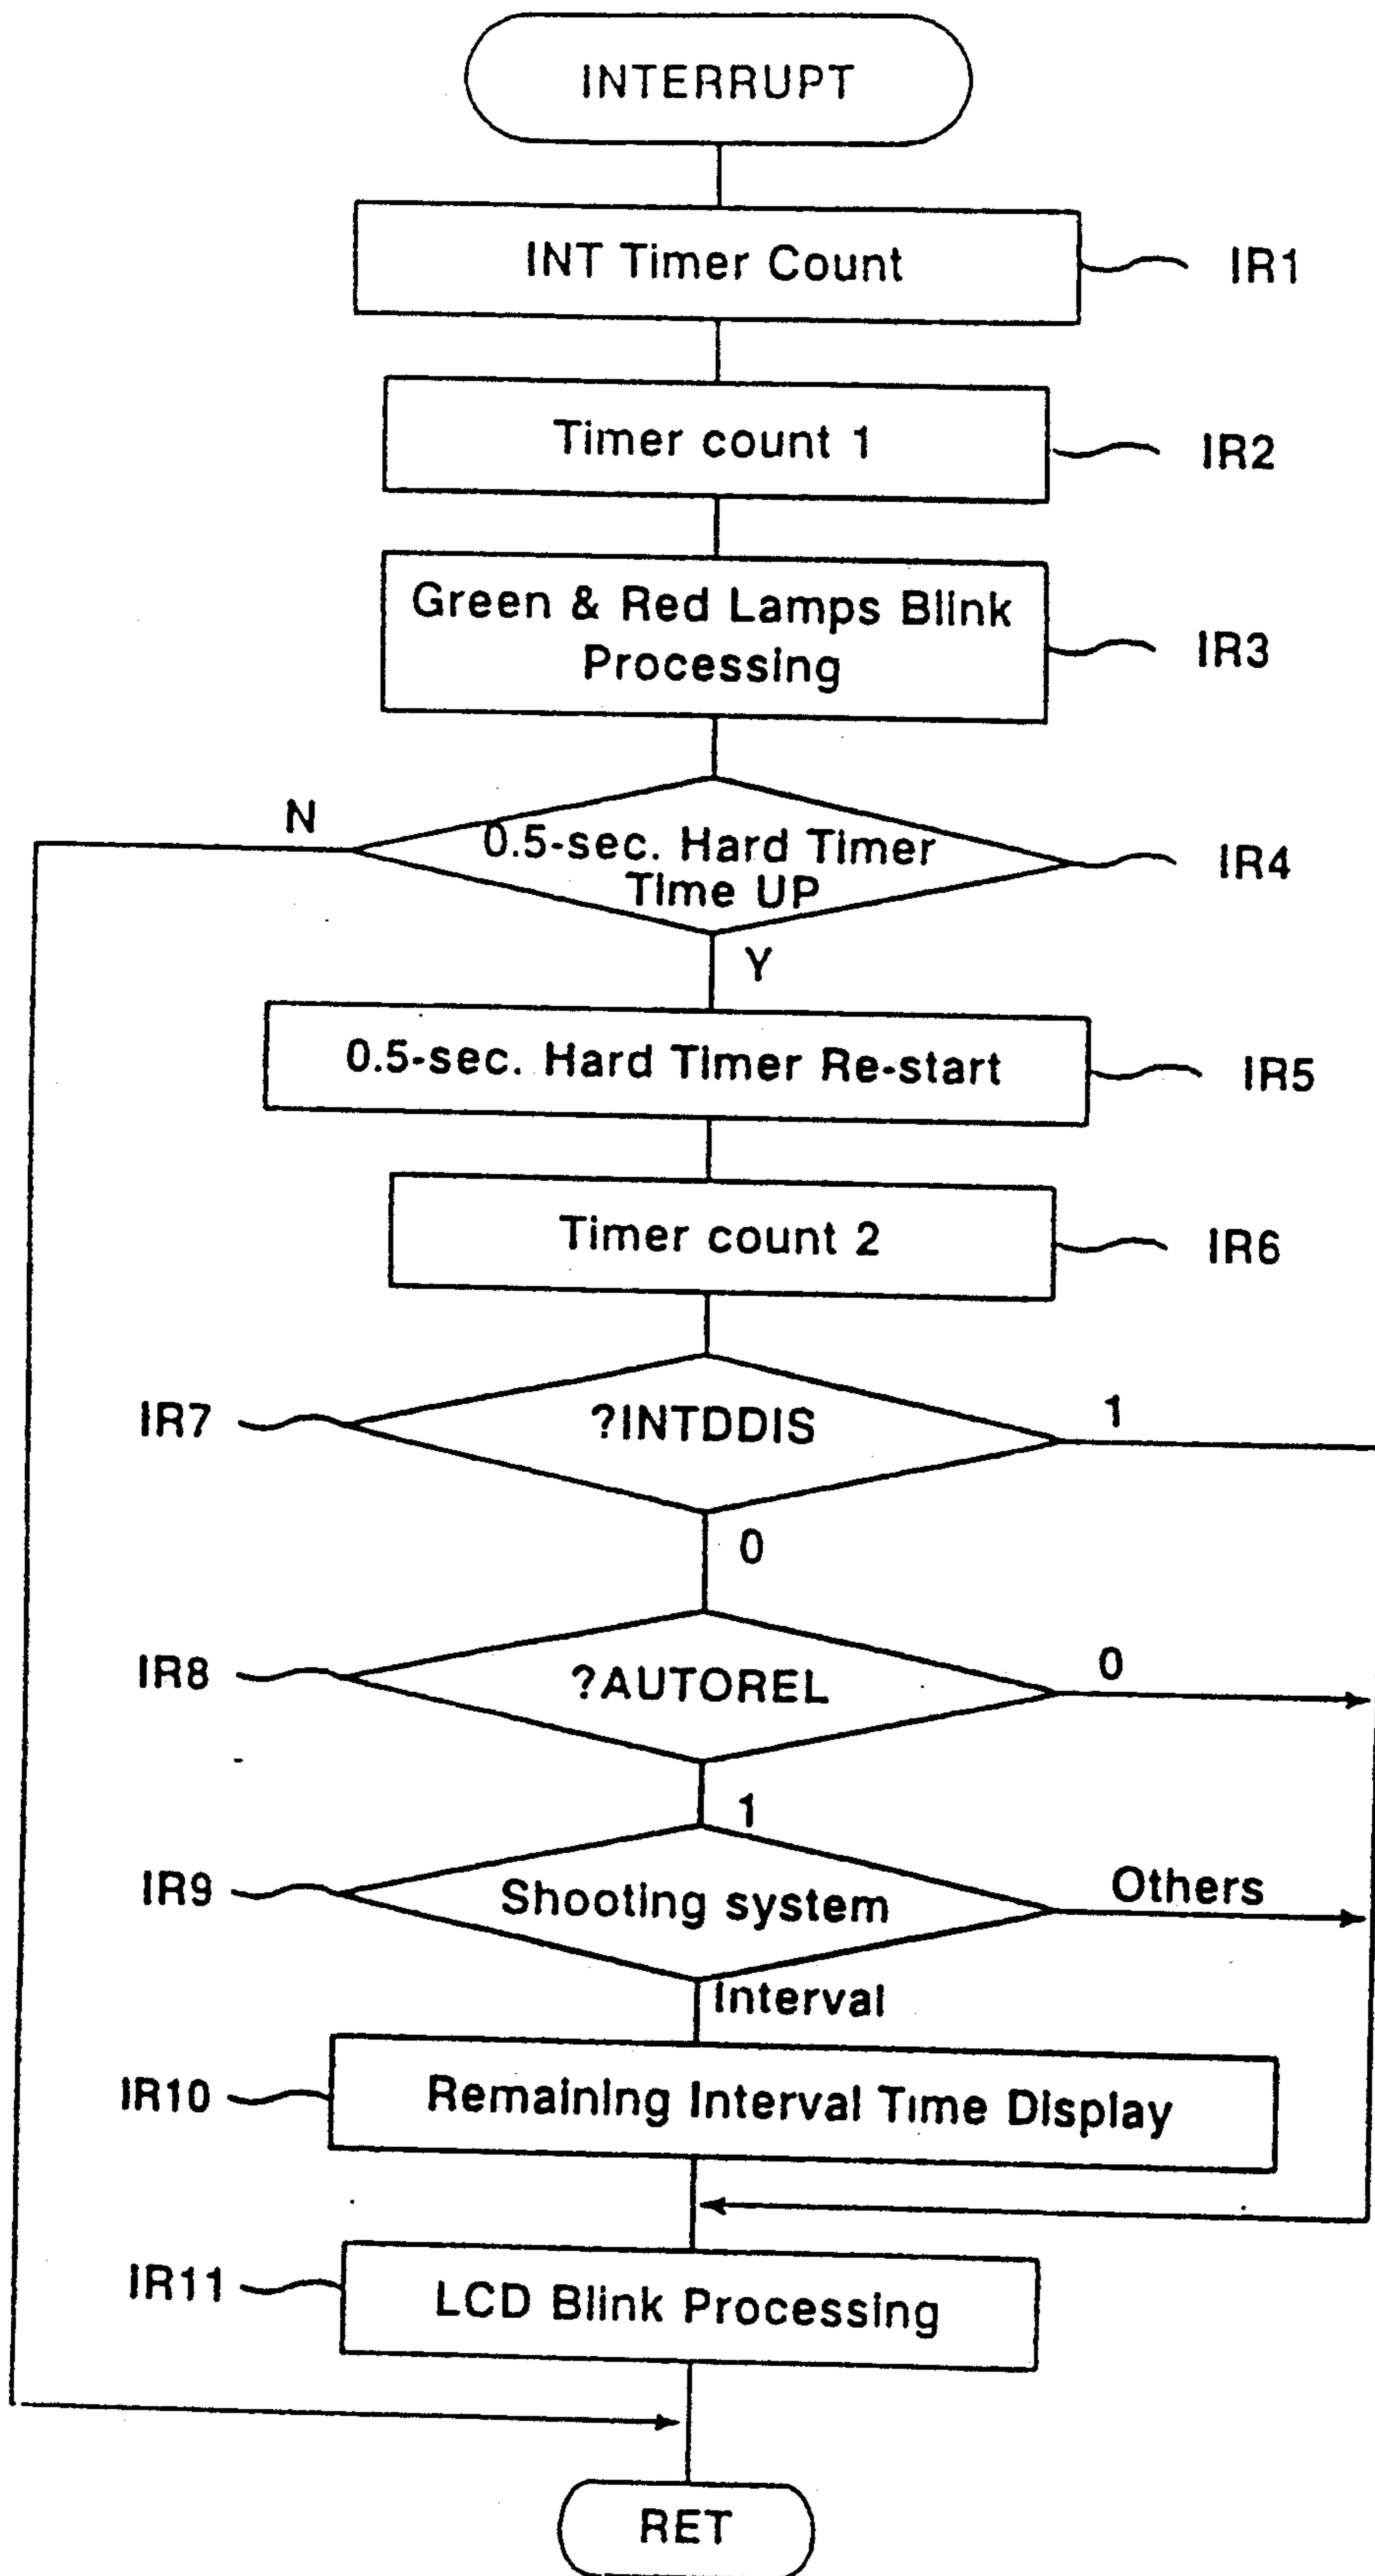 INTERRUPT
INT Timer Count
IR1
Timer count 1
IR2
Green & Red Lamps Blink
Processing
IR3
N
0.5-sec. Hard Timer
Time UP
IR4
Y
0.5-sec. Hard Timer Re-start
IR5
Timer count 2
IR6
IR7
?INTDDIS
1
0
IR8
?AUTOREL
0
1
IR9
Shooting system
Others
Interval
IR10
Remaining Interval Time Display
IR11
LCD Blink Processing
RET